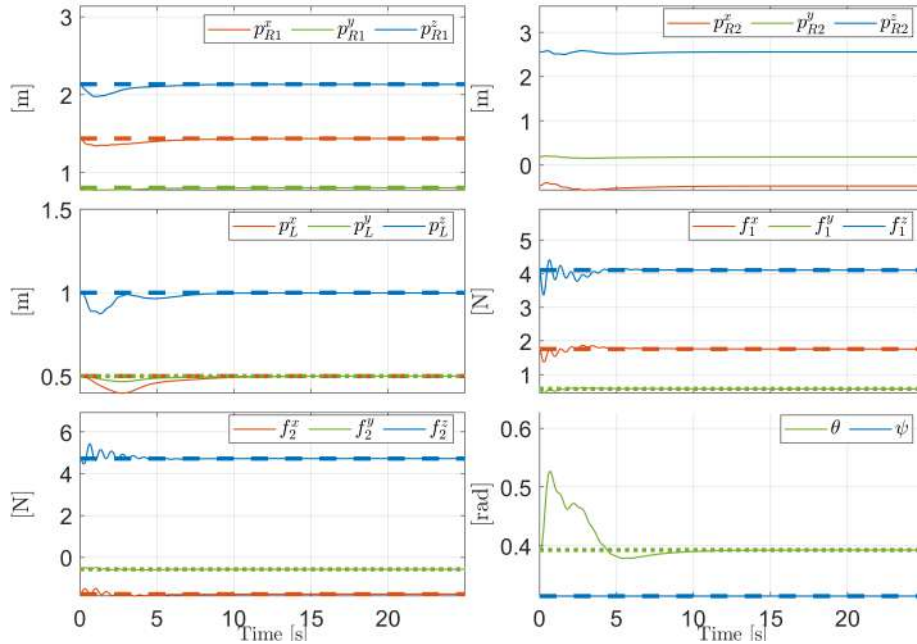 3
2
1
[m]
p_{R1}^x p_{R1}^y p_{R1}^z
3
2
1
0
[m]
p_{R2}^x p_{R2}^y p_{R2}^z
1.5
1
0.5
[m]
p_L^x p_L^y p_L^z
5
4
3
2
1
[N]
f_1^x f_1^y f_1^z
6
4
2
0
[N]
f_2^x f_2^y f_2^z
0 5 10 15 20
Time [s]
0.6
0.5
0.4
[rad]
θ ψ
0 5 10 15 20
Time [s]